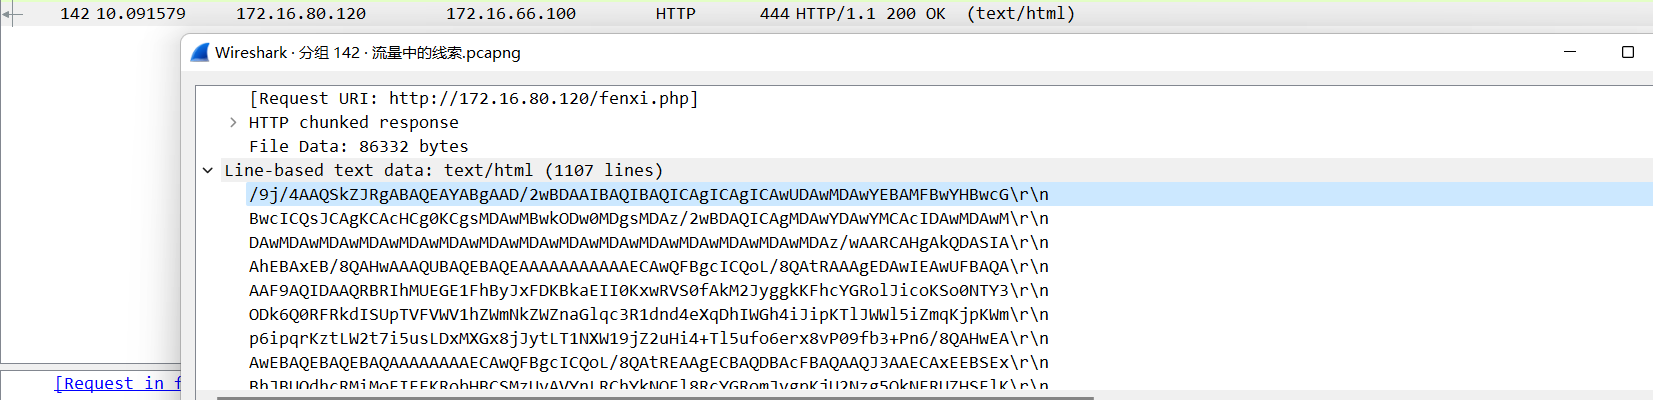 142 10.091579 172.16.80.120 172.16.66.100 HTTP 444 HTTP/1.1 200 OK (text/html)
Wireshark · 分组 142 · 流量中的线索.pcapng
[Request URI: http://172.16.80.120/fenxi.php]
HTTP chunked response
File Data: 86332 bytes
Line-based text data: text/html (1107 lines)
/9j/4AAQSkZJRgABAQEAYABgAAD/2wBDAAIBAQIBAQICAgICAgICAwUDAwMDAwYEBAMFBwYHBwcG\r\n
BwcICQsJCAgKCAcHCg0KCgsMDAwMBwkODw0MDgsMDAz/2wBDAQICAgMDAwYDAwYMCAcIDAwMDAwM\r\n
DAwMDAwMDAwMDAwMDAwMDAwMDAwMDAwMDAwMDAwMDAwMDAwMDAwMDAz/wAARCAHgAkQDASIA\r\n
AhEBAxEB/8QAHwAAAQUBAQEBAQEAAAAAAAAAAAECAwQFBgcICQoL/8QAtRAAAgEDAwIEAwUFBAQA\r\n
AAF9AQIDAAQRBRIhMUEGE1FhByJxFDKBkaEII0KxwRVS0fAkM2JyggkKFhcYGRolJicoKSo0NTY3\r\n
ODk6Q0RFRkdISUpTVFVWV1hZWmNkZWZnaGlqc3R1dnd4eXqDhIWGh4iJipKTlJWWl5iZmqKjpKWm\r\n
p6ipqrKztLW2t7i5usLDxMXGx8jJytLT1NXW19jZ2uHi4+Tl5ufo6erx8vP09fb3+Pn6/8QAHwEA\r\n
AwEBAQEBAQEBAQAAAAAAAAECAwQFBgcICQoL/8QAtREAAgECBAQDBAcFBAQAAQJ3AAECAxEEBSEx\r\n
BhJBUQdhcRMiMoEIFEKRobHBCSMzUvAVYnLRChYkNOEl8RcYGRomJygpKjU2Nzg5OkNERUZHSElK\r\n
[Request in f